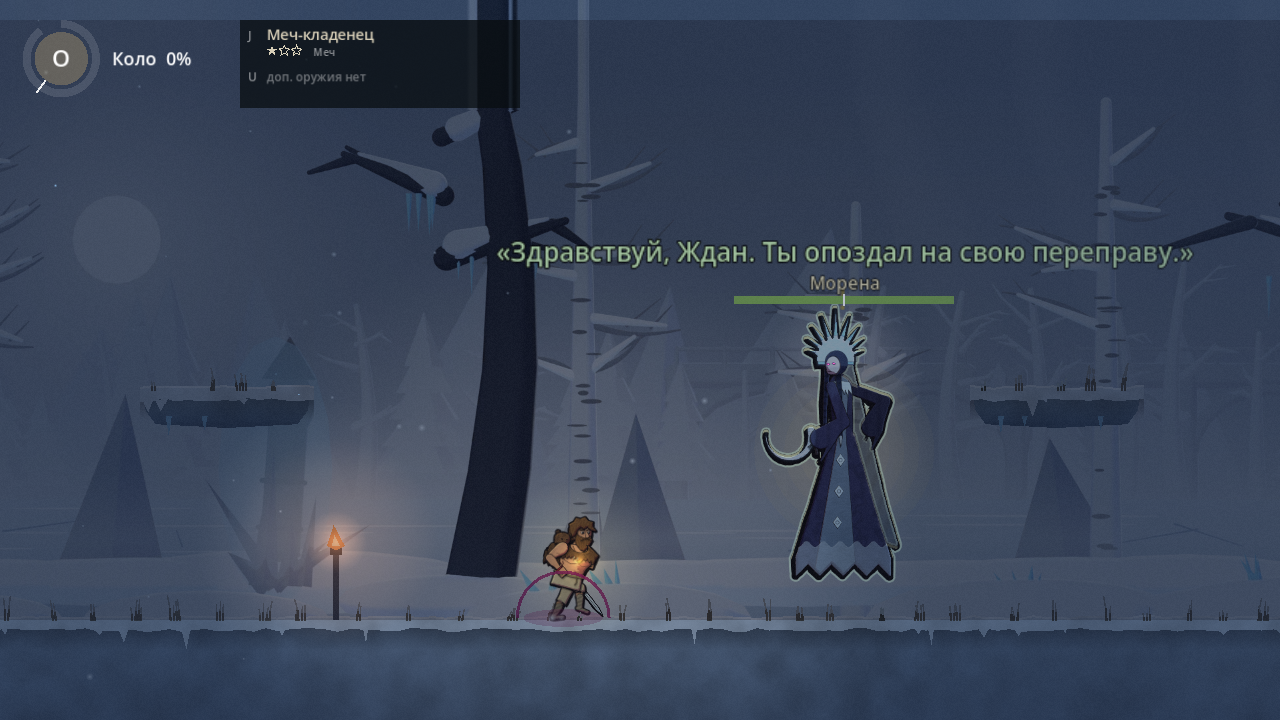 О
Коло 0%
J Меч-кладенец
Меч
U доп. оружия нет
«Здравствуй, Ждан. Ты опоздал на свою переправу.»
Морена